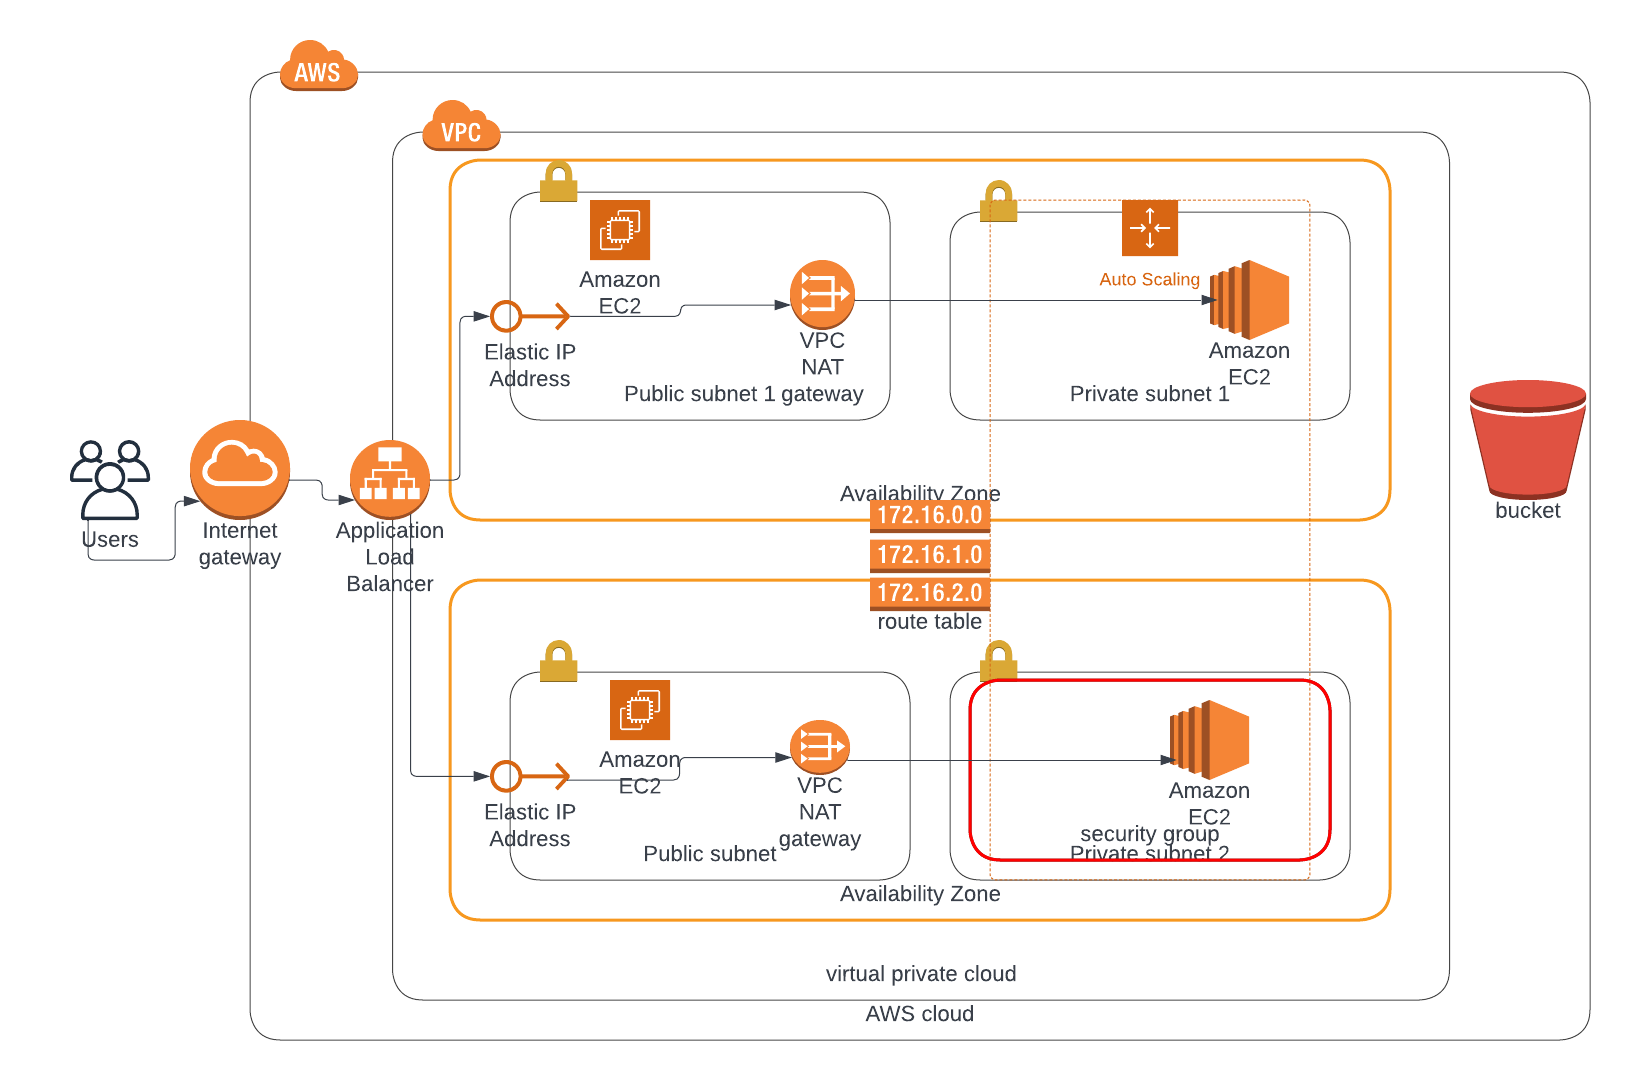 AWS
VPC
Amazon
EC2
Elastic IP
Address
VPC
NAT
Public subnet 1 gateway
Auto Scaling
Amazon
EC2
Private subnet 1
Users
Internet
gateway
Application
Load
Balancer
bucket
Availability Zone
172.16.0.0
172.16.1.0
172.16.2.0
route table
Amazon
EC2
Elastic IP
Address
VPC
NAT
gateway
Public subnet
Amazon
EC2
security group
Private subnet 2
Availability Zone
virtual private cloud
AWS cloud